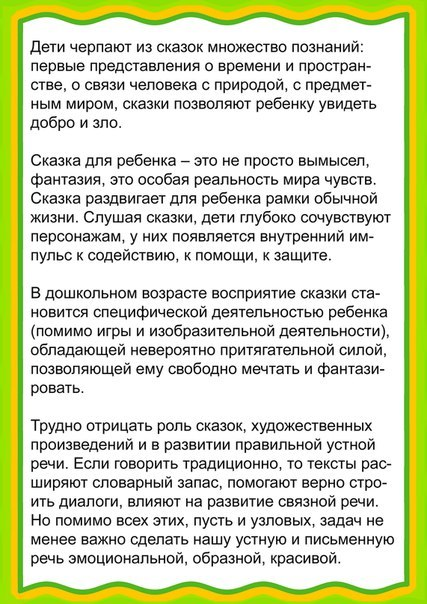 Дети черпают из сказок множество познаний:
первые представления о времени и простран-
стве, о связи человека с природой, с предмет-
ным миром, сказки позволяют ребенку увидеть
добро и зло.
Сказка для ребенка – это не просто вымысел,
фантазия, это особая реальность мира чувств.
Сказка раздвигает для ребенка рамки обычной
жизни. Слушая сказки, дети глубоко сочувствуют
персонажам, у них появляется внутренний им-
пульс к содействию, к помощи, к защите.
В дошкольном возрасте восприятие сказки ста-
новится специфической деятельностью ребенка
(помимо игры и изобразительной деятельности),
обладающей невероятно притягательной силой,
позволяющей ему свободно мечтать и фантази-
ровать.
Трудно отрицать роль сказок, художественных
произведений и в развитии правильной устной
речи. Если говорить традиционно, то тексты рас-
ширяют словарный запас, помогают верно стро-
ить диалоги, влияют на развитие связной речи.
Но помимо всех этих, пусть и узловых, задач не
менее важно сделать нашу устную и письменную
речь эмоциональной, образной, красивой.